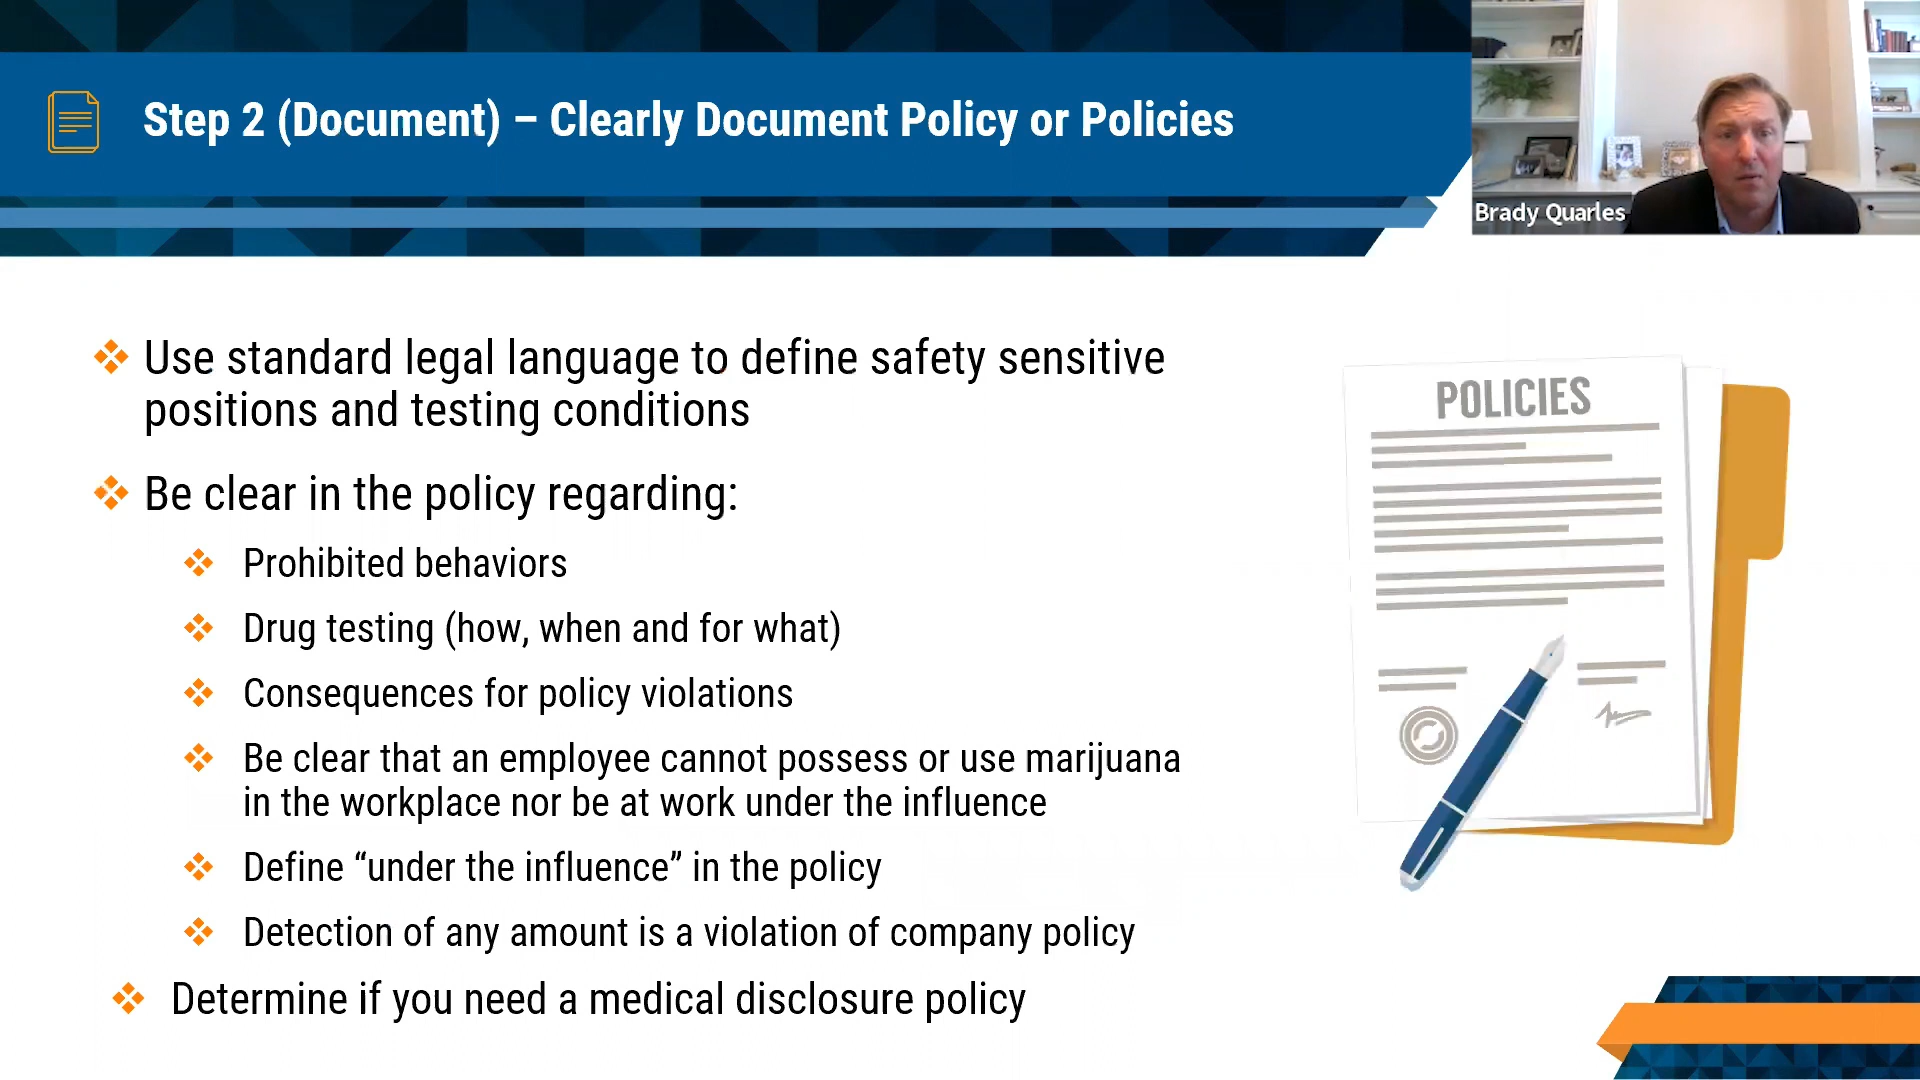 Step 2 (Document) – Clearly Document Policy or Policies
Brady Quarles
Use standard legal language to define safety sensitive
positions and testing conditions
Be clear in the policy regarding:
Prohibited behaviors
Drug testing (how, when and for what)
Consequences for policy violations
Be clear that an employee cannot possess or use marijuana
in the workplace nor be at work under the influence
Define “under the influence” in the policy
Detection of any amount is a violation of company policy
Determine if you need a medical disclosure policy
POLICIES